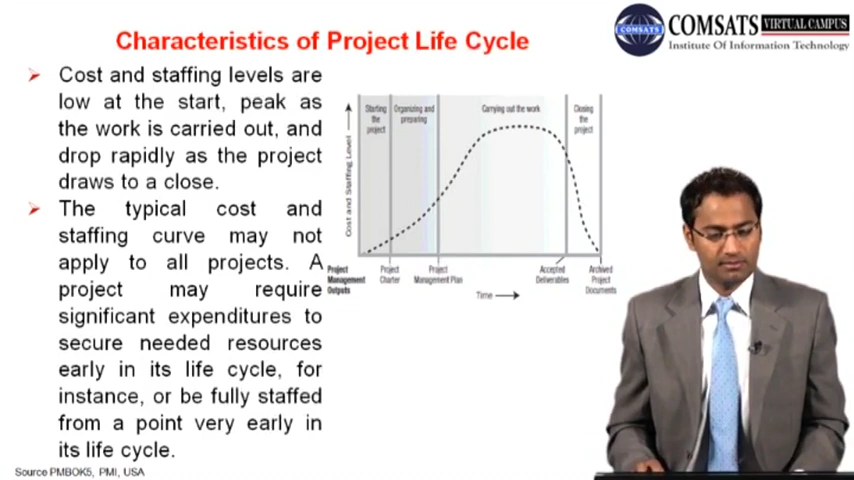 Characteristics of Project Life Cycle
COMSATS VIRTUAL CAMPUS
Institute Of Information Technology
COMSATS
➢ Cost and staffing levels are
low at the start, peak as
the work is carried out, and
drop rapidly as the project
draws to a close.
➢ The typical cost and
staffing curve may not
apply to all projects. A
project may require
significant expenditures to
secure needed resources
early in its life cycle, for
instance, or be fully staffed
from a point very early in
its life cycle.
Source PMBOK5, PMI, USA
Starting
the
project
Organizing and
preparing
Carrying out the work
Closing
the
project
Cost and Staffing Level
Project
Management
Outputs
Project
Charter
Project
Management Plan
Accepted
Deliverables
Archived
Project
Documents
Time